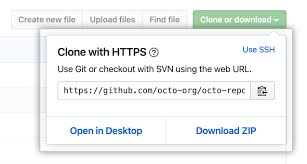 Create new file
Upload files
Find file
Clone or download
Clone with HTTPS
Use SSH
Use Git or checkout with SVN using the web URL.
https://github.com/octo-org/octo-repo
Open in Desktop
Download ZIP